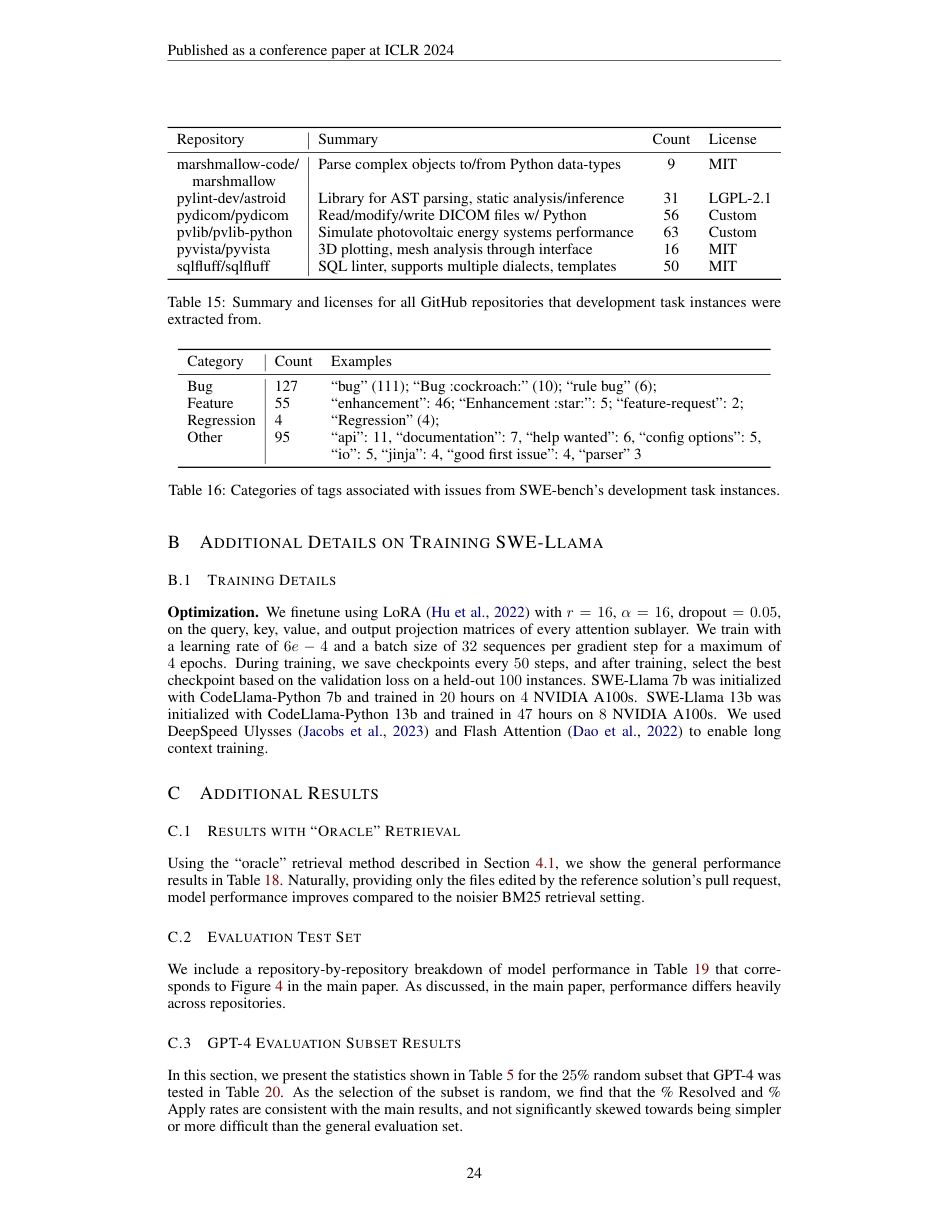 Published as a conference paper at ICLR 2024
Repository Summary Count License
marshmallow-code/ Parse complex objects to/from Python data-types 9 MIT
marshmallow
pylint-dev/astroid Library for AST parsing, static analysis/inference 31 LGPL-2.1
pydicom/pydicom Read/modify/write DICOM files w/ Python 56 Custom
pvlib/pvlib-python Simulate photovoltaic energy systems performance 63 Custom
pyvista/pyvista 3D plotting, mesh analysis through interface 16 MIT
sqlfluff/sqlfluff SQL linter, supports multiple dialects, templates 50 MIT
Table 15: Summary and licenses for all GitHub repositories that development task instances were
extracted from.
Category Count Examples
Bug 127 “bug” (111); “Bug :cockroach:” (10); “rule bug” (6);
Feature 55 “enhancement”: 46; “Enhancement :star:”: 5; “feature-request”: 2;
Regression 4 “Regression” (4);
Other 95 “api”: 11, “documentation”: 7, “help wanted”: 6, “config options”: 5,
“io”: 5, “jinja”: 4, “good first issue”: 4, “parser” 3
Table 16: Categories of tags associated with issues from SWE-bench’s development task instances.
B ADDITIONAL DETAILS ON TRAINING SWE-LLAMA
B.1 TRAINING DETAILS
Optimization. We finetune using LoRA (Hu et al., 2022) with r = 16, α = 16, dropout = 0.05,
on the query, key, value, and output projection matrices of every attention sublayer. We train with
a learning rate of 6e − 4 and a batch size of 32 sequences per gradient step for a maximum of
4 epochs. During training, we save checkpoints every 50 steps, and after training, select the best
checkpoint based on the validation loss on a held-out 100 instances. SWE-Llama 7b was initialized
with CodeLlama-Python 7b and trained in 20 hours on 4 NVIDIA A100s. SWE-Llama 13b was
initialized with CodeLlama-Python 13b and trained in 47 hours on 8 NVIDIA A100s. We used
DeepSpeed Ulysses (Jacobs et al., 2023) and Flash Attention (Dao et al., 2022) to enable long
context training.
C ADDITIONAL RESULTS
C.1 RESULTS WITH “ORACLE” RETRIEVAL
Using the “oracle” retrieval method described in Section 4.1, we show the general performance
results in Table 18. Naturally, providing only the files edited by the reference solution’s pull request,
model performance improves compared to the noisier BM25 retrieval setting.
C.2 EVALUATION TEST SET
We include a repository-by-repository breakdown of model performance in Table 19 that corre-
sponds to Figure 4 in the main paper. As discussed, in the main paper, performance differs heavily
across repositories.
C.3 GPT-4 EVALUATION SUBSET RESULTS
In this section, we present the statistics shown in Table 5 for the 25% random subset that GPT-4 was
tested in Table 20. As the selection of the subset is random, we find that the % Resolved and %
Apply rates are consistent with the main results, and not significantly skewed towards being simpler
or more difficult than the general evaluation set.
24